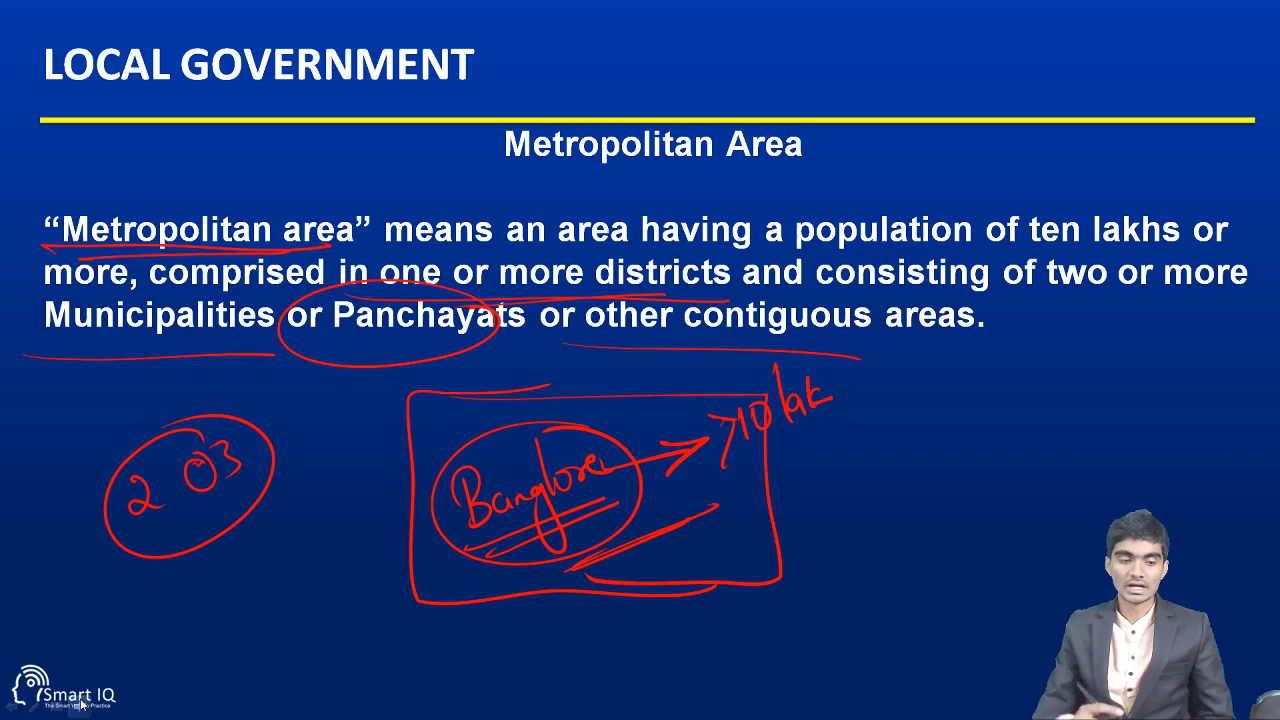 LOCAL GOVERNMENT
Metropolitan Area
“Metropolitan area” means an area having a population of ten lakhs or
more, comprised in one or more districts and consisting of two or more
Municipalities or Panchayats or other contiguous areas.
>10 lak
2 03
Banglore
Smart IQ